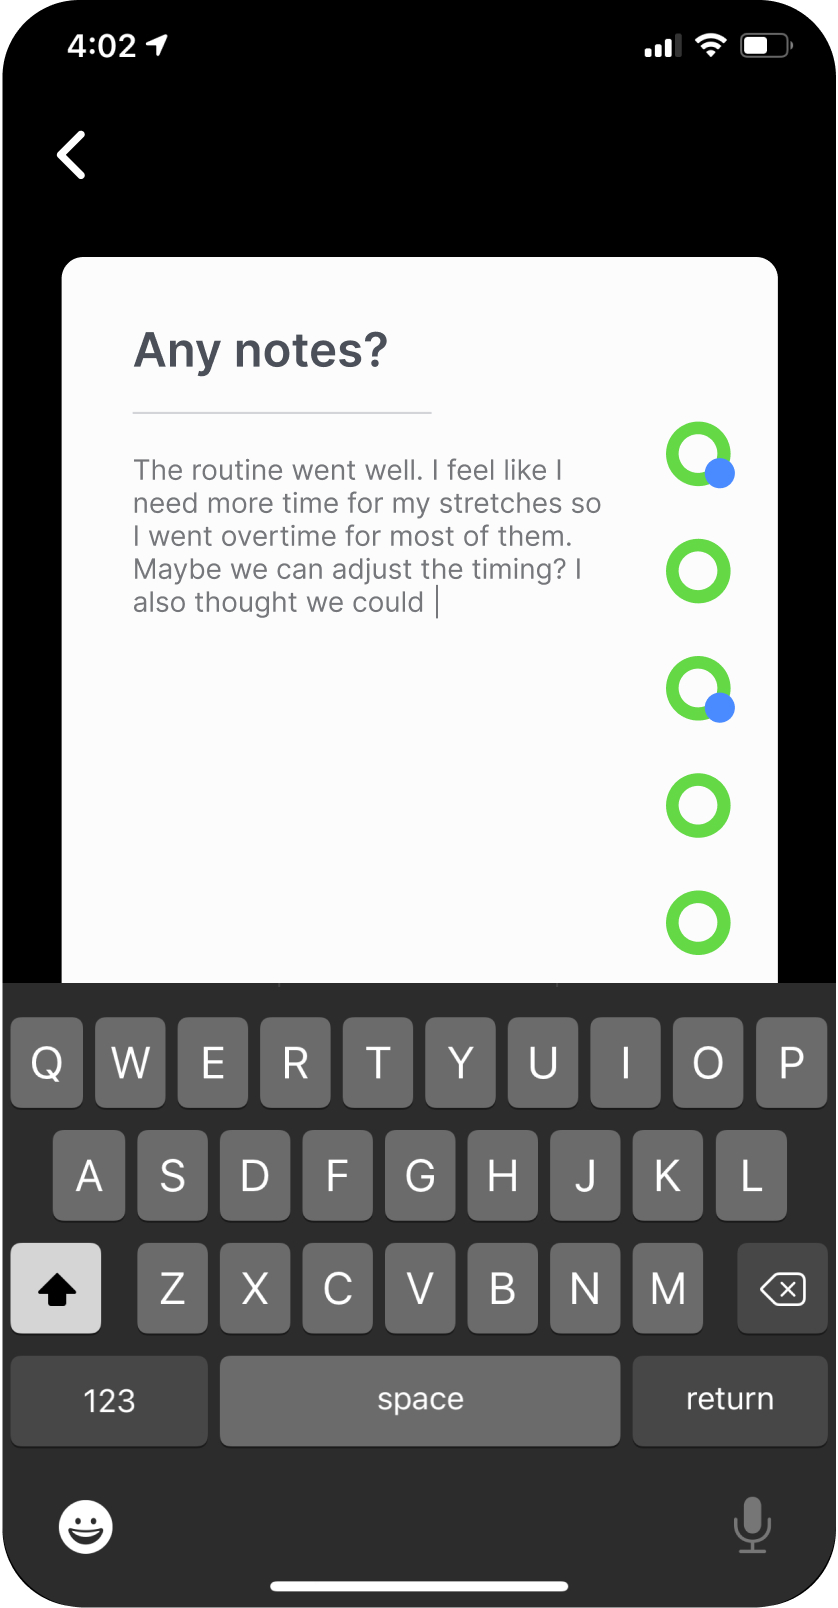 4:02
Any notes?
The routine went well. I feel like I
need more time for my stretches so
I went overtime for most of them.
Maybe we can adjust the timing? I
also thought we could
Q W E R T Y U I O P
A S D F G H J K L
Z X C V B N M
123 space return